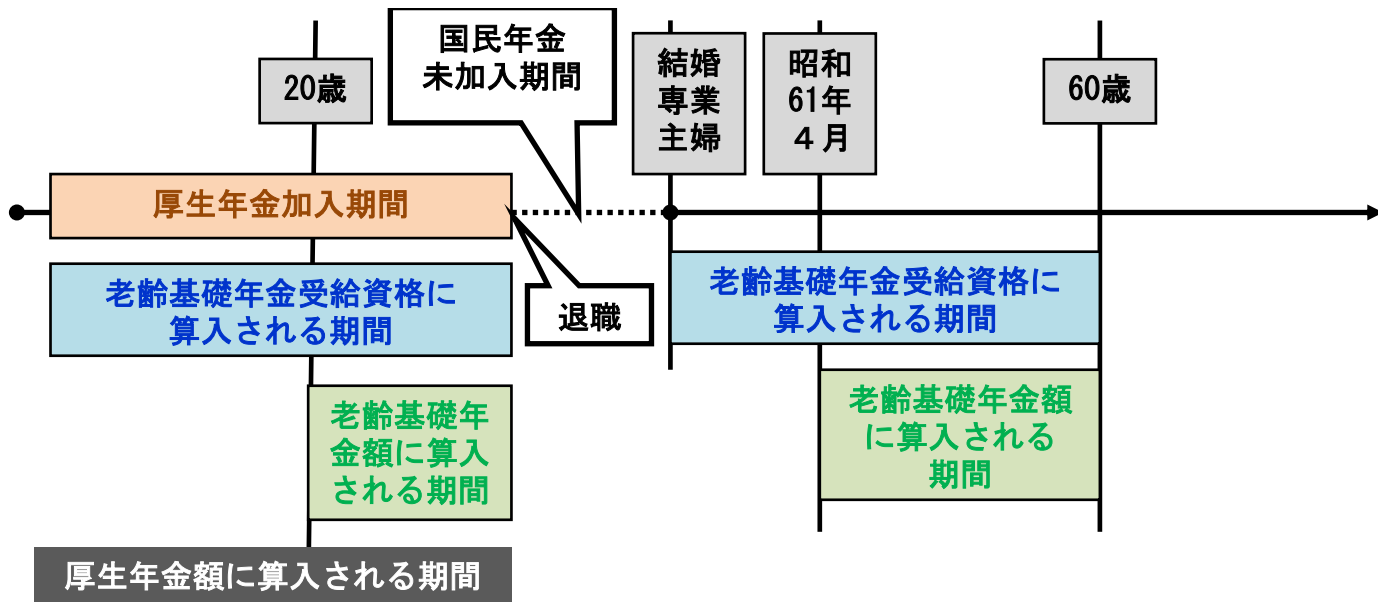 20歳
国民年金
未加入期間
結婚
専業
主婦
昭和
61年
４月
60歳
厚生年金加入期間
退職
老齢基礎年金受給資格に
算入される期間
老齢基礎年金受給資格に
算入される期間
老齢基礎年
金額に算入
される期間
老齢基礎年金額
に算入される
期間
厚生年金額に算入される期間